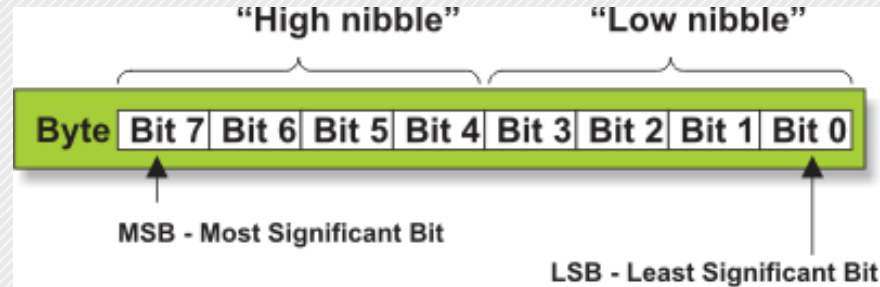 “High nibble” “Low nibble”
Byte Bit 7 Bit 6 Bit 5 Bit 4 Bit 3 Bit 2 Bit 1 Bit 0
MSB - Most Significant Bit
LSB - Least Significant Bit